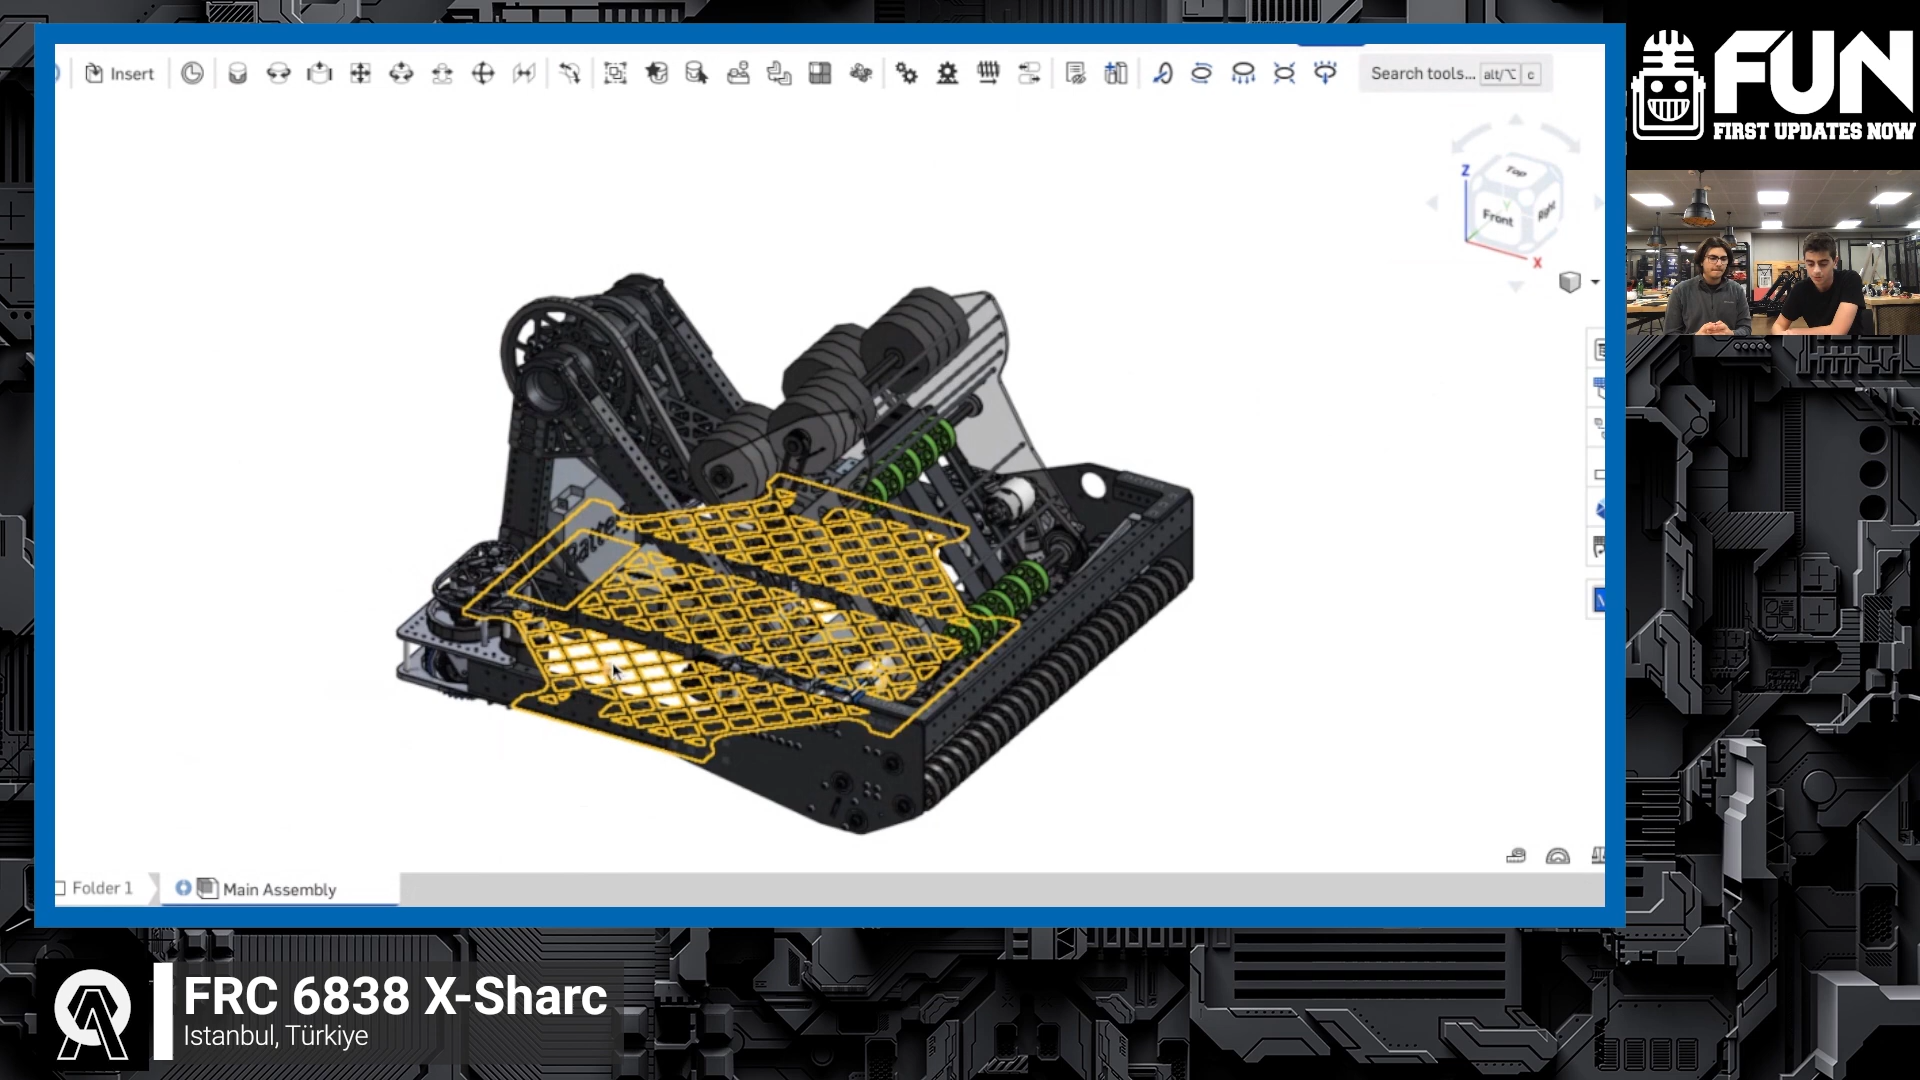 Insert
Search tools... alt/⌥ c
FUN
FIRST UPDATES NOW
Z
Top
Front
Right
Y
X
Folder 1
Main Assembly
FRC 6838 X-Sharc
Istanbul, Türkiye